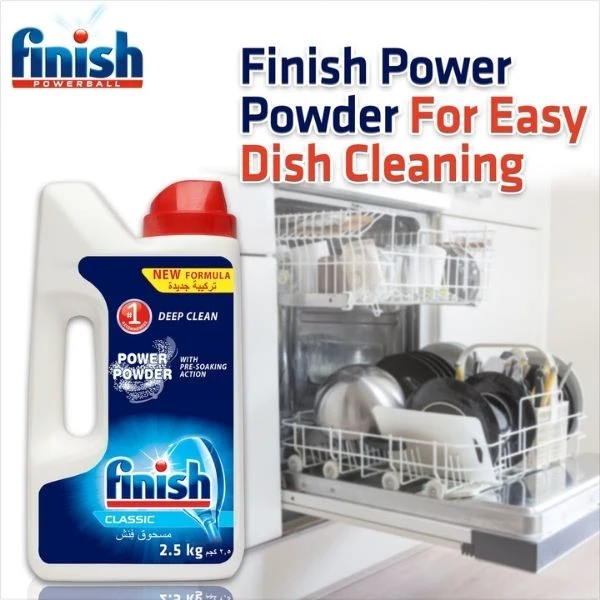 finish
POWERBALL
Finish Power
Powder For Easy
Dish Cleaning
NEW FORMULA
تركيبة جديدة
#1
DEEP CLEAN
POWER
POWDER
WITH
PRE-SOAKING
ACTION
finish
CLASSIC
مسحوق فنش
2.5 kg ٢,٥ كجم